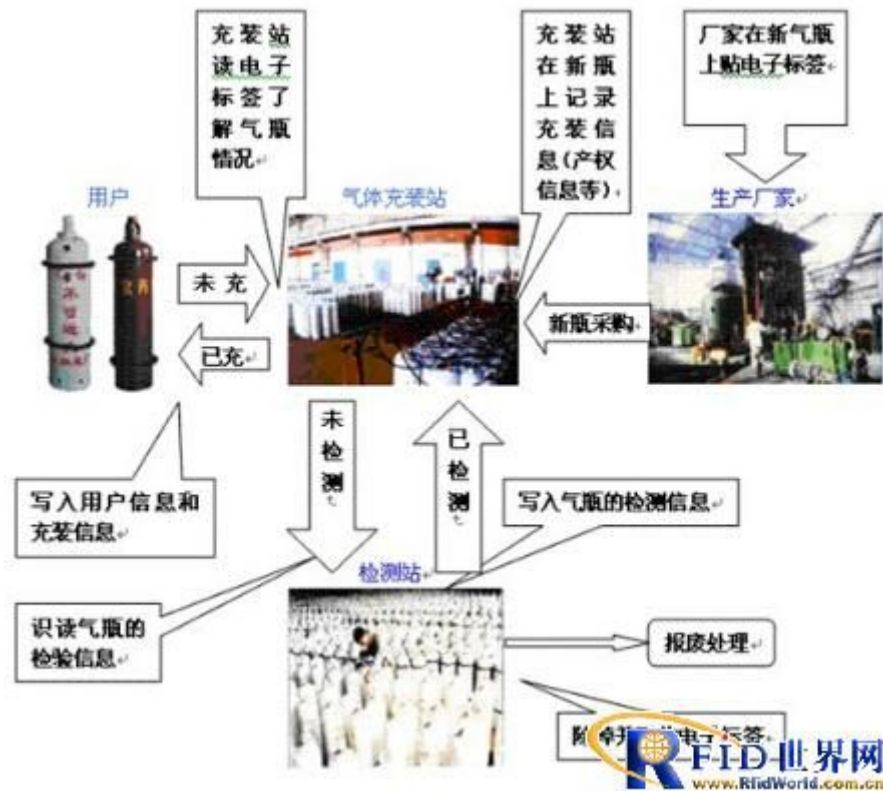 充装站
读电子
标签了
解气瓶
情况
充装站
在新瓶
上记录
充装信
息(产权
信息等)
厂家在新气瓶
上贴电子标签
用户
气体充装站
生产厂家
未充
已充
新瓶采购
未检测
已检测
写入用户信息和
充装信息
写入气瓶的检测信息
检测站
识读气瓶的
检验信息
报废处理
电子标签
RFID世界网
www.RfidWorld.com.cn